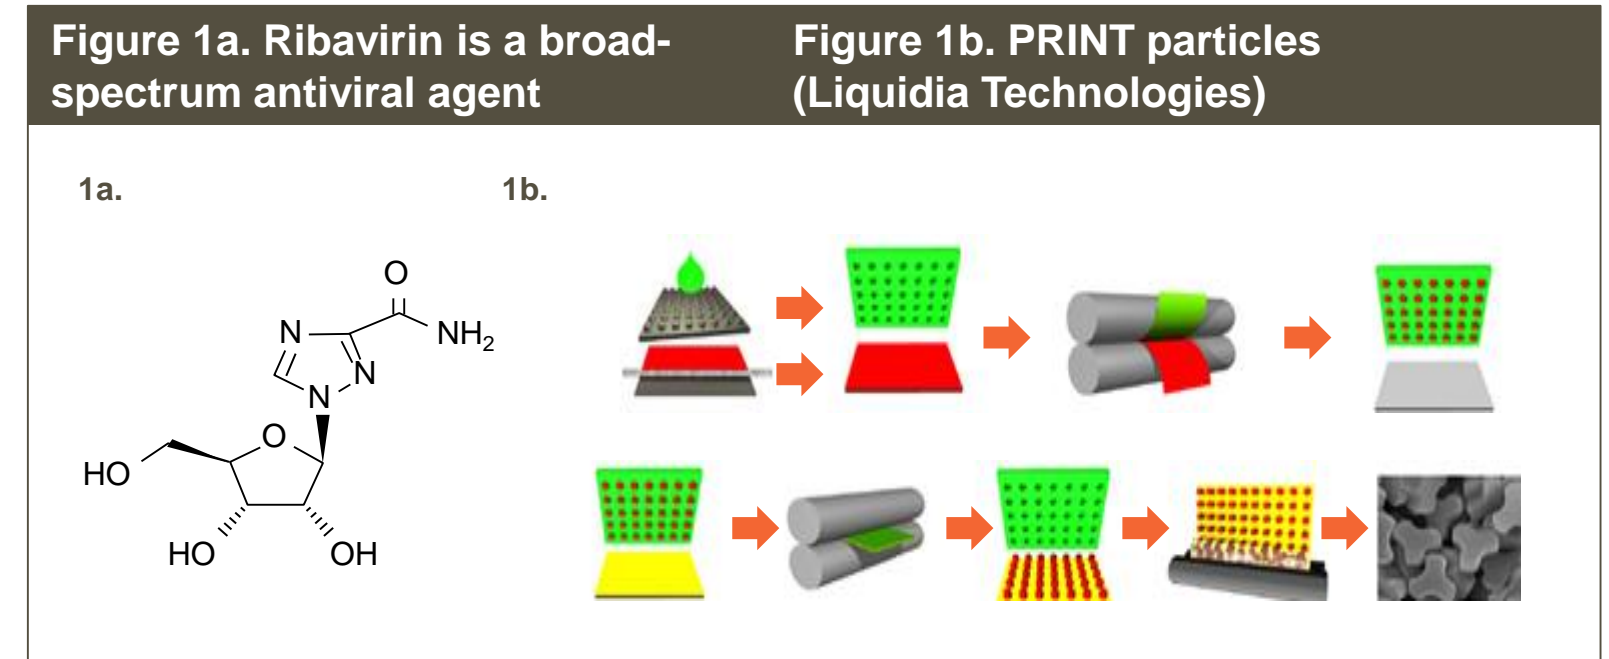 Figure 1a. Ribavirin is a broad-
spectrum antiviral agent
Figure 1b. PRINT particles
(Liquidia Technologies)
1a.
1b.
O
N
NH2
N
N
O
HO
HO
OH